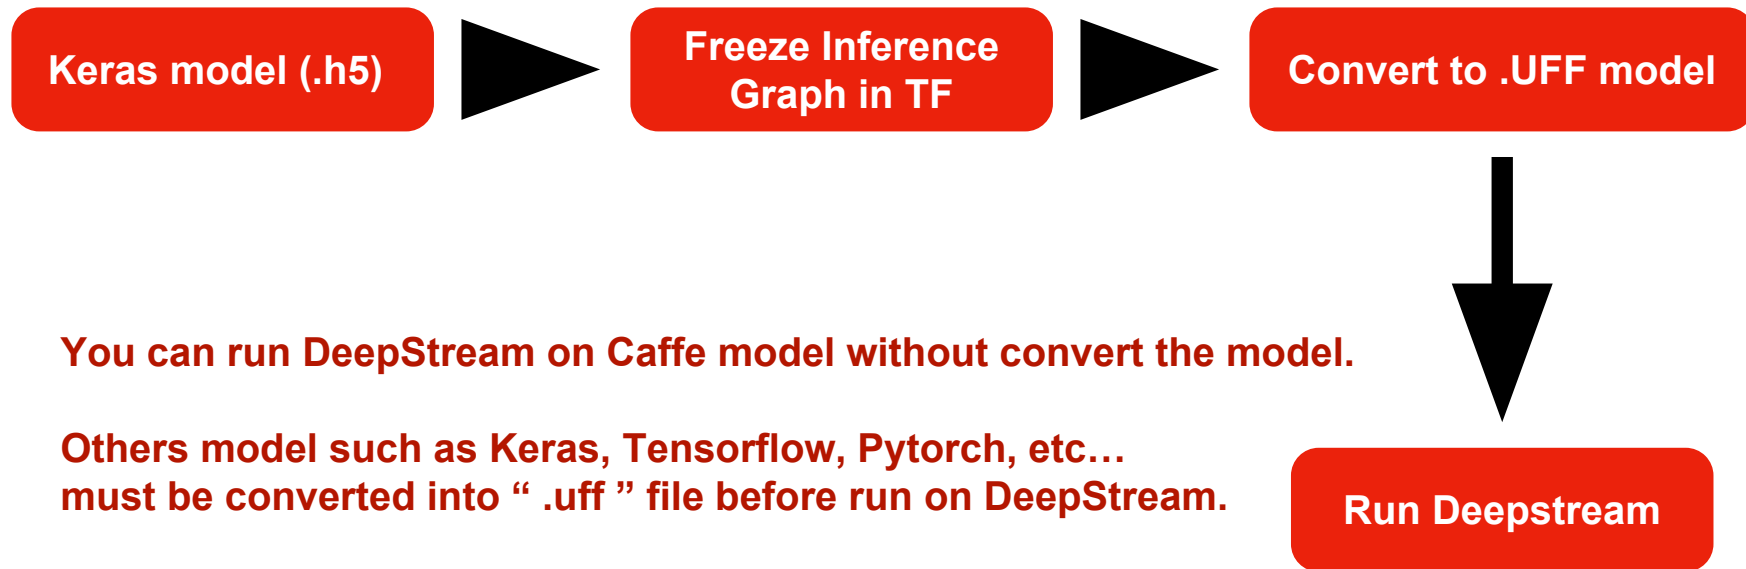 Keras model (.h5)
Freeze Inference
Graph in TF
Convert to .UFF model
You can run DeepStream on Caffe model without convert the model.
Others model such as Keras, Tensorflow, Pytorch, etc…
must be converted into “ .uff ” file before run on DeepStream.
Run Deepstream